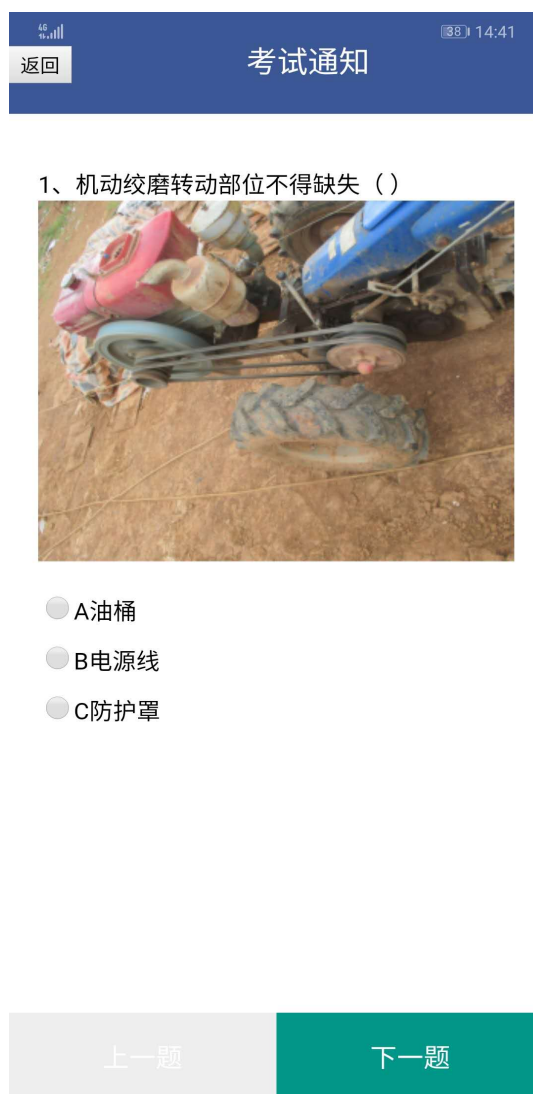 4G 38 14:41
返回 考试通知
1、机动绞磨转动部位不得缺失（ ）
A油桶
B电源线
C防护罩
上一题 下一题